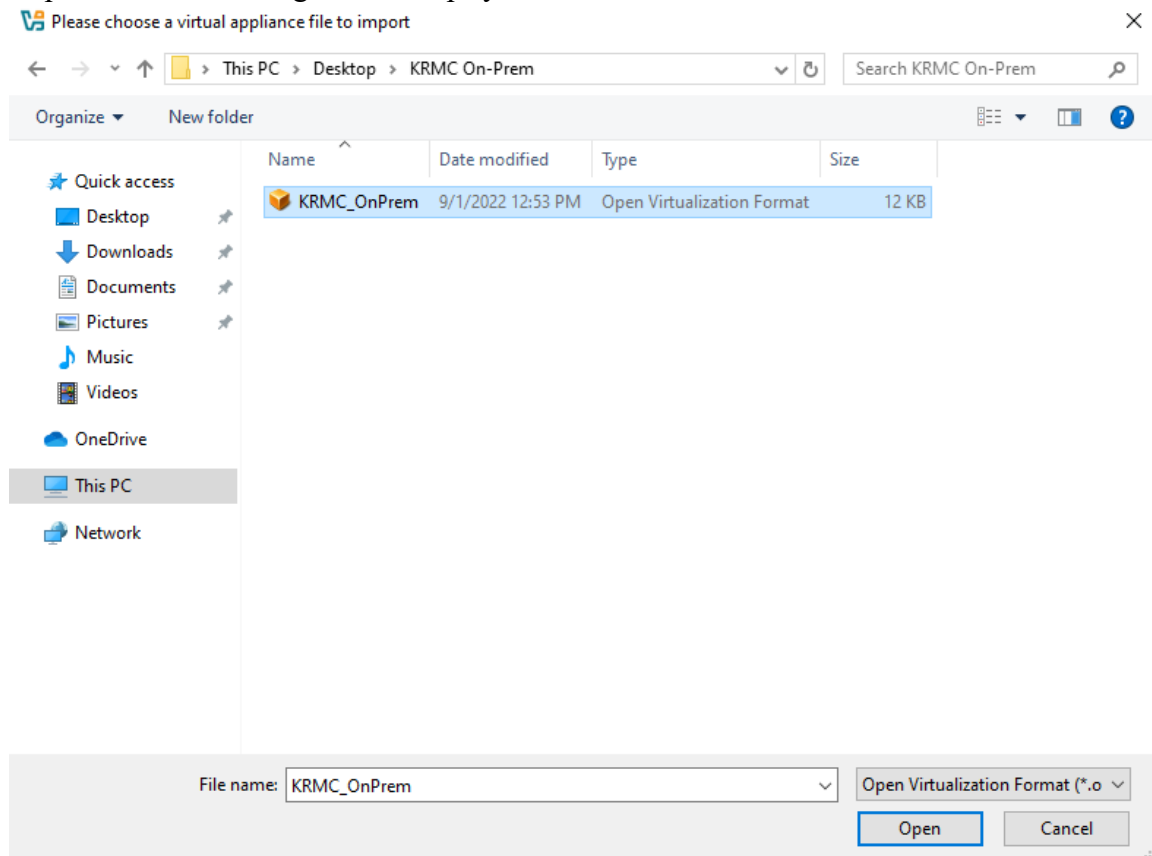 Please choose a virtual appliance file to import
This PC > Desktop > KRMC On-Prem
Search KRMC On-Prem
Organize
New folder
Name
Date modified
Type
Size
Quick access
Desktop
Downloads
Documents
Pictures
Music
Videos
OneDrive
This PC
Network
KRMC_OnPrem 9/1/2022 12:53 PM Open Virtualization Format 12 KB
File name: KRMC_OnPrem
Open Virtualization Format (*.o
Open
Cancel